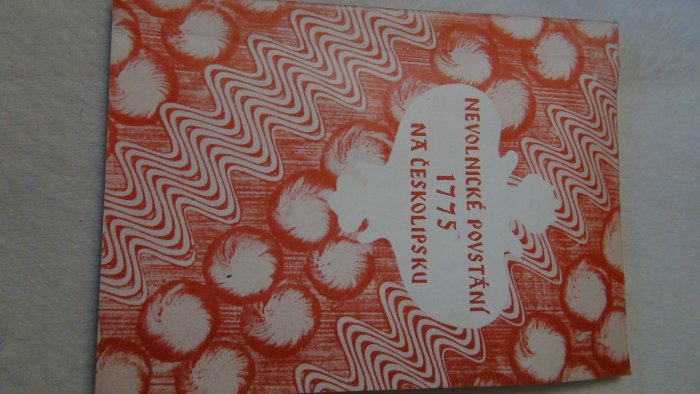 NEVOLNICKÉ POVSTÁNÍ
1775
NA ČESKOLIPSKU